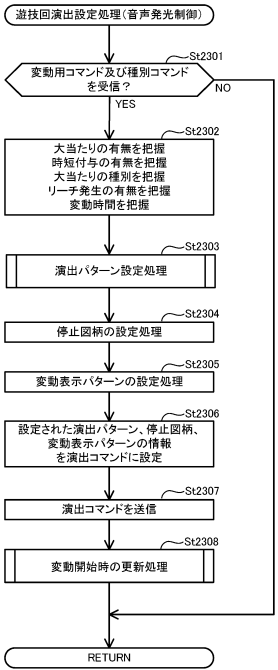 遊技回演出設定処理(音声発光制御)
St2301
変動用コマンド及び種別コマンド
を受信?
NO
YES
St2302
大当たりの有無を把握
時短付与の有無を把握
大当たりの種別を把握
リーチ発生の有無を把握
変動時間を把握
St2303
演出パターン設定処理
St2304
停止図柄の設定処理
St2305
変動表示パターンの設定処理
St2306
設定された演出パターン、停止図柄、
変動表示パターンの情報
を演出コマンドに設定
St2307
演出コマンドを送信
St2308
変動開始時の更新処理
RETURN